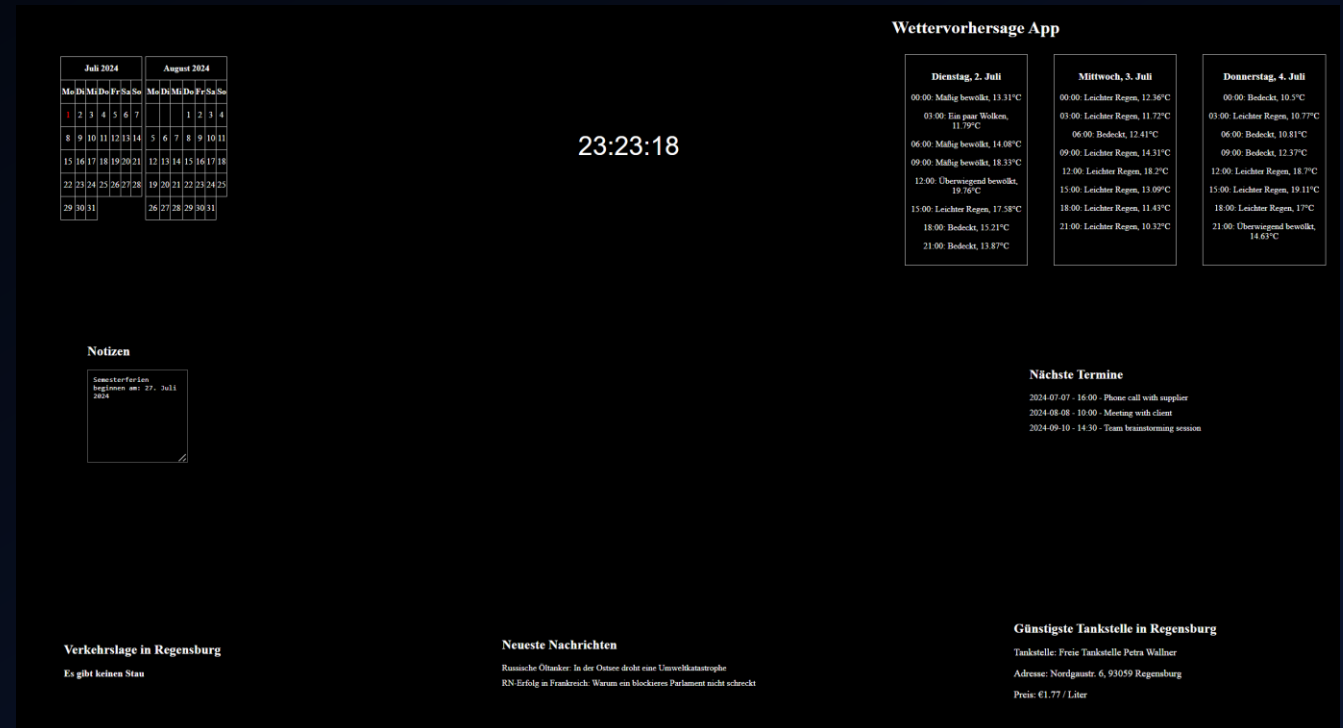 Wettervorhersage App
Juli 2024
Mo Di Mi Do Fr Sa So
1 2 3 4 5 6 7
8 9 10 11 12 13 14
15 16 17 18 19 20 21
22 23 24 25 26 27 28
29 30 31
August 2024
Mo Di Mi Do Fr Sa So
1 2 3 4
5 6 7 8 9 10 11
12 13 14 15 16 17 18
19 20 21 22 23 24 25
26 27 28 29 30 31
23:23:18
Dienstag, 2. Juli
00:00: Mäßig bewölkt, 13.31°C
03:00: Ein paar Wolken,
11.79°C
06:00: Mäßig bewölkt, 14.08°C
09:00: Mäßig bewölkt, 18.33°C
12:00: Überwiegend bewölkt,
19.76°C
15:00: Leichter Regen, 17.58°C
18:00: Bedeckt, 15.21°C
21:00: Bedeckt, 13.87°C
Mittwoch, 3. Juli
00:00: Leichter Regen, 12.36°C
03:00: Leichter Regen, 11.72°C
06:00: Bedeckt, 12.41°C
09:00: Leichter Regen, 14.31°C
12:00: Leichter Regen, 18.2°C
15:00: Leichter Regen, 13.09°C
18:00: Leichter Regen, 11.43°C
21:00: Leichter Regen, 10.32°C
Donnerstag, 4. Juli
00:00: Bedeckt, 10.5°C
03:00: Leichter Regen, 10.77°C
06:00: Bedeckt, 10.81°C
09:00: Bedeckt, 12.37°C
12:00: Leichter Regen, 18.7°C
15:00: Leichter Regen, 19.11°C
18:00: Leichter Regen, 17°C
21:00: Überwiegend bewölkt,
14.63°C
Notizen
Semesterferien
beginnen am: 27. Juli
2024
Nächste Termine
2024-07-07 - 16:00 - Phone call with supplier
2024-08-08 - 10:00 - Meeting with client
2024-09-10 - 14:30 - Team brainstorming session
Verkehrslage in Regensburg
Es gibt keinen Stau
Neueste Nachrichten
Russische Öltanker: In der Ostsee droht eine Umweltkatastrophe
RN-Erfolg in Frankreich: Warum ein blockieres Parlament nicht schreckt
Günstigste Tankstelle in Regensburg
Tankstelle: Freie Tankstelle Petra Wallner
Adresse: Nordgaustr. 6, 93059 Regensburg
Preis: €1.77 / Liter